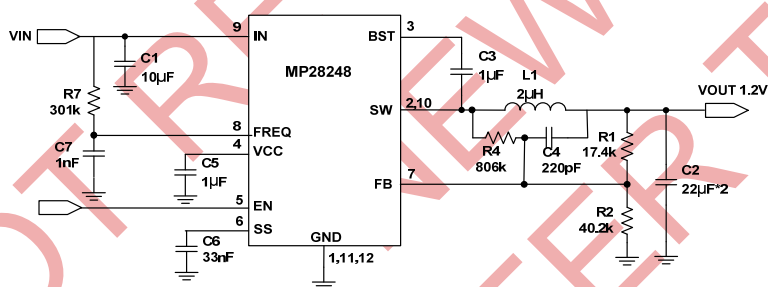 VIN
9
IN
C1
10µF
R7
301k
8
FREQ
C7
1nF
4
VCC
C5
1µF
5
EN
6
SS
C6
33nF
MP28248
GND
1,11,12
BST
3
C3
1µF
L1
2µH
SW
2,10
R4
806k
C4
220pF
FB
7
R1
17.4k
R2
40.2k
C2
22µF*2
VOUT 1.2V